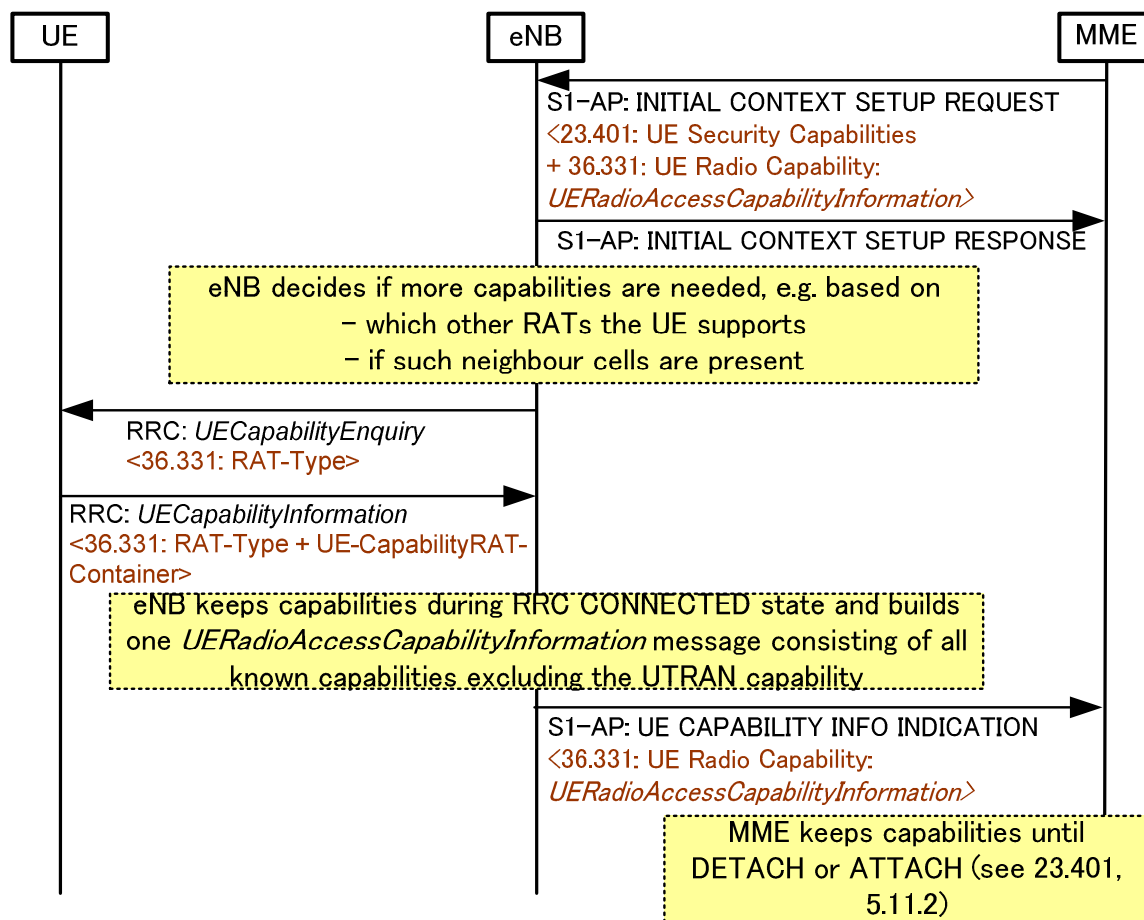 UE
eNB
MME
S1-AP: INITIAL CONTEXT SETUP REQUEST
<23.401: UE Security Capabilities
+ 36.331: UE Radio Capability:
UERadioAccessCapabilityInformation>
S1-AP: INITIAL CONTEXT SETUP RESPONSE
eNB decides if more capabilities are needed, e.g. based on
- which other RATs the UE supports
- if such neighbour cells are present
RRC: UECapabilityEnquiry
<36.331: RAT-Type>
RRC: UECapabilityInformation
<36.331: RAT-Type + UE-CapabilityRAT-
Container>
eNB keeps capabilities during RRC CONNECTED state and builds
one UERadioAccessCapabilityInformation message consisting of all
known capabilities excluding the UTRAN capability
S1-AP: UE CAPABILITY INFO INDICATION
<36.331: UE Radio Capability:
UERadioAccessCapabilityInformation>
MME keeps capabilities until
DETACH or ATTACH (see 23.401,
5.11.2)